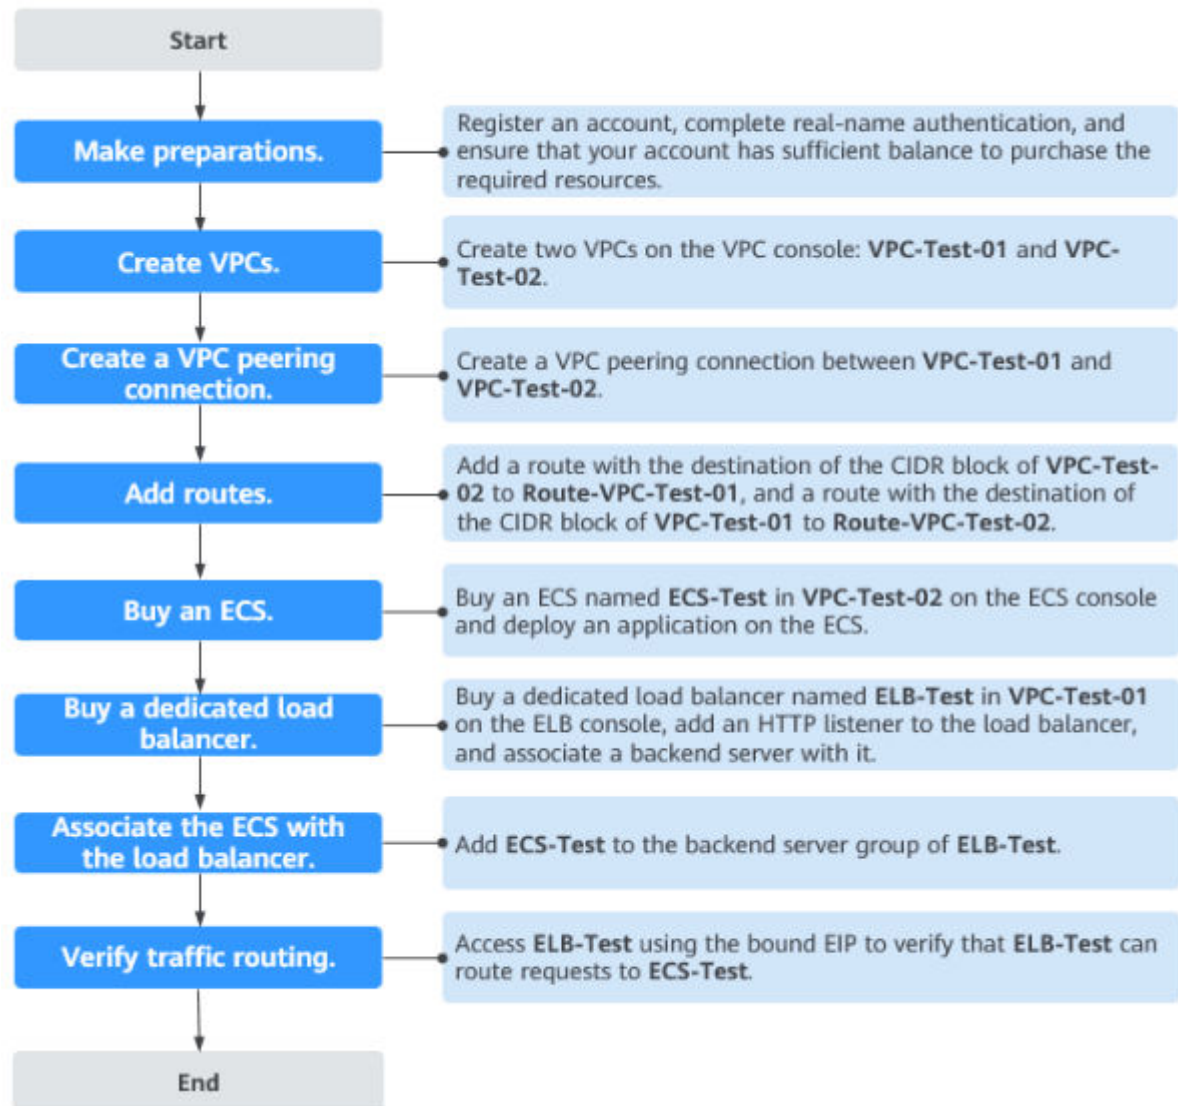 Start
Make preparations.
Register an account, complete real-name authentication, and
ensure that your account has sufficient balance to purchase the
required resources.
Create VPCs.
Create two VPCs on the VPC console: VPC-Test-01 and VPC-
Test-02.
Create a VPC peering
connection.
Create a VPC peering connection between VPC-Test-01 and
VPC-Test-02.
Add routes.
Add a route with the destination of the CIDR block of VPC-Test-
02 to Route-VPC-Test-01, and a route with the destination of
the CIDR block of VPC-Test-01 to Route-VPC-Test-02.
Buy an ECS.
Buy an ECS named ECS-Test in VPC-Test-02 on the ECS console
and deploy an application on the ECS.
Buy a dedicated load
balancer.
Buy a dedicated load balancer named ELB-Test in VPC-Test-01
on the ELB console, add an HTTP listener to the load balancer,
and associate a backend server with it.
Associate the ECS with
the load balancer.
Add ECS-Test to the backend server group of ELB-Test.
Verify traffic routing.
Access ELB-Test using the bound EIP to verify that ELB-Test can
route requests to ECS-Test.
End